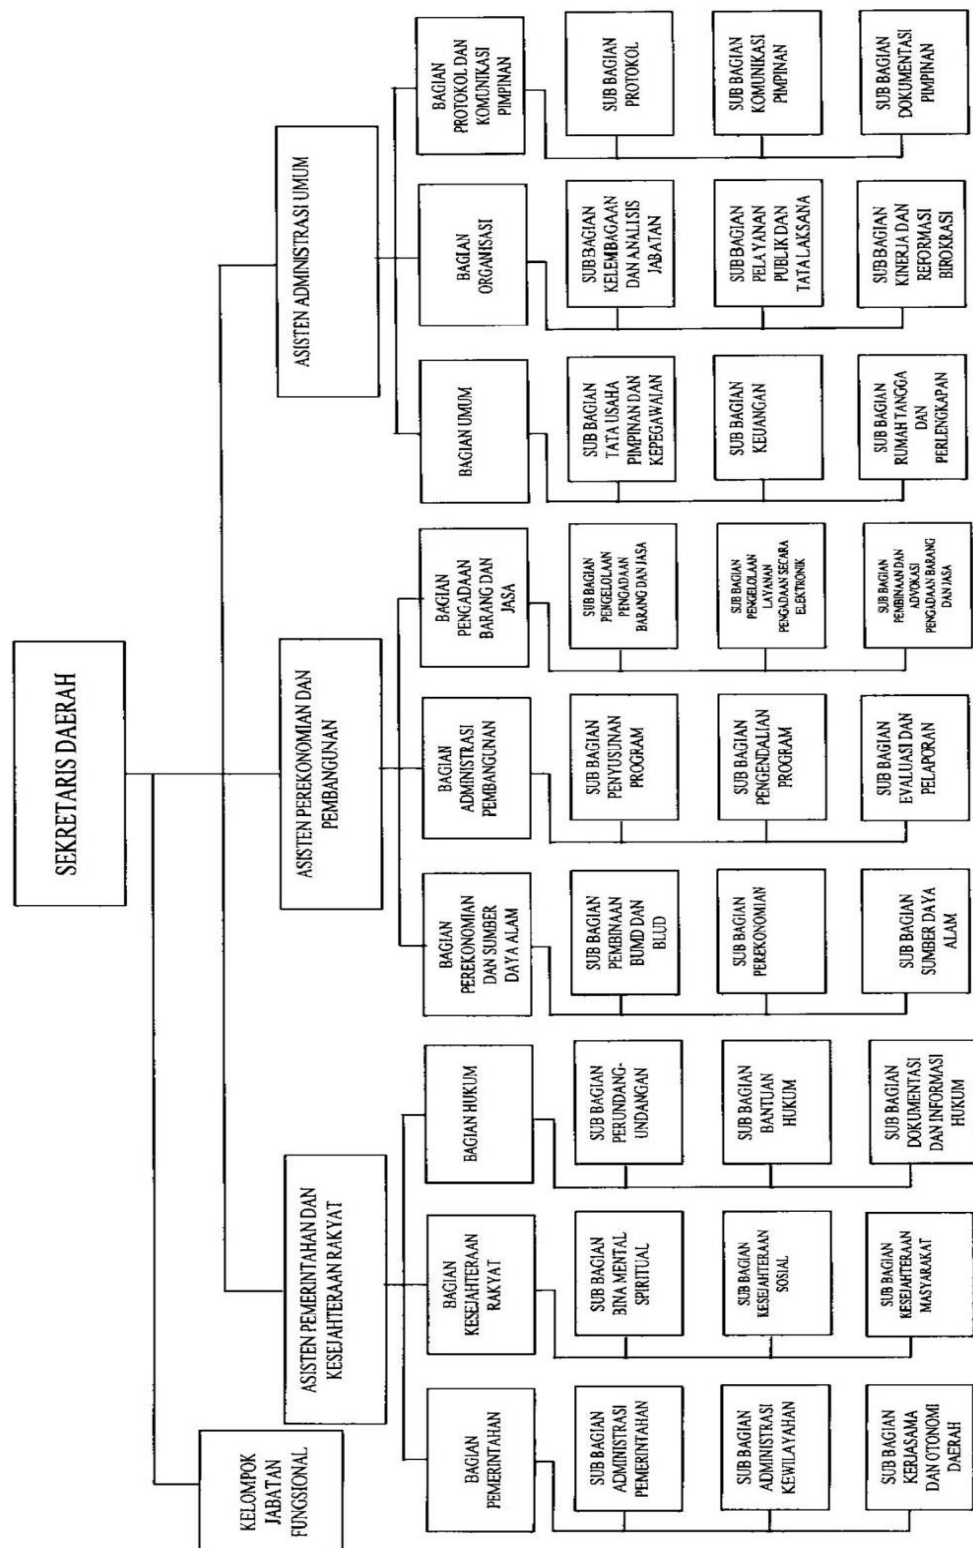 SEKRETARIS DAERAH
KELOMPOK
JABATAN
FUNGSIONAL
ASISTEN PEMERINTAHAN DAN
KESEJAHTERAAN RAKYAT
ASISTEN PEREKONOMIAN DAN
PEMBANGUNAN
ASISTEN ADMINISTRASI UMUM
BAGIAN
PEMERINTAHAN
BAGIAN
KESEJAHTERAAN
RAKYAT
BAGIAN HUKUM
BAGIAN
PEREKONOMIAN
DAN SUMBER
DAYA ALAM
BAGIAN
ADMINISTRASI
PEMBANGUNAN
BAGIAN
PENGADAAN
BARANG DAN
JASA
BAGIAN UMUM
BAGIAN
ORGANISASI
BAGIAN
PROTOKOL DAN
KOMUNIKASI
PIMPINAN
SUB BAGIAN
ADMINISTRASI
PEMERINTAHAN
SUB BAGIAN
BINA MENTAL
SPIRITUAL
SUB BAGIAN
PERUNDANG-
UNDANGAN
SUB BAGIAN
PEMBINAAN
BUMD DAN
BLUD
SUB BAGIAN
PENYUSUNAN
PROGRAM
SUB BAGIAN
PENGELOLAAN
PENGADAAN
BARANG DAN JASA
SUB BAGIAN
TATA USAHA
PIMPINAN DAN
KEPEGAWAIAN
SUB BAGIAN
KELEMBAGAAN
DAN ANALISIS
JABATAN
SUB BAGIAN
PROTOKOL
SUB BAGIAN
ADMINISTRASI
KEWILAYAHAN
SUB BAGIAN
KESEJAHTERAAN
SOSIAL
SUB BAGIAN
BANTUAN
HUKUM
SUB BAGIAN
PEREKONOMIAN
SUB BAGIAN
PENGENDALIAN
PROGRAM
SUB BAGIAN
PENGELOLAAN
LAYANAN
PENGADAAN SECARA
ELEKTRONIK
SUB BAGIAN
KEUANGAN
SUB BAGIAN
PELAYANAN
PUBLIK DAN
TATALAKSANA
SUB BAGIAN
KOMUNIKASI
PIMPINAN
SUB BAGIAN
KERJASAMA
DAN OTONOMI
DAERAH
SUB BAGIAN
KESEJAHTERAAN
MASYARAKAT
SUB BAGIAN
DOKUMENTASI
DAN INFORMASI
HUKUM
SUB BAGIAN
SUMBER DAYA
ALAM
SUB BAGIAN
EVALUASI DAN
PELAPORAN
SUB BAGIAN
PEMBINAAN DAN
ADVOKASI
PENGADAAN BARANG
DAN JASA
SUB BAGIAN
RUMAH TANGGA
DAN
PERLENGKAPAN
SUB BAGIAN
KINERJA DAN
REFORMASI
BIROKRASI
SUB BAGIAN
DOKUMENTASI
PIMPINAN